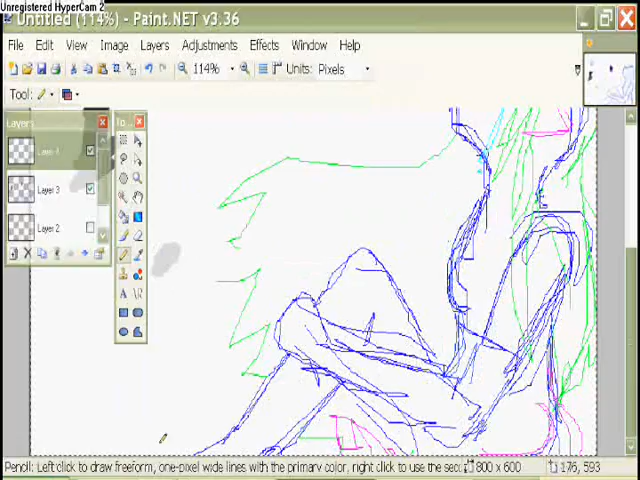 Unregistered HyperCam 2
Untitled (114%) - Paint.NET v3.36
File Edit View Image Layers Adjustments Effects Window Help
114% Units: Pixels
Tool:
Layers To...
Layer 3
Layer 2
Pencil: Left click to draw freeform, one-pixel wide lines with the primary color, right click to use the sec 800 x 600 176, 593